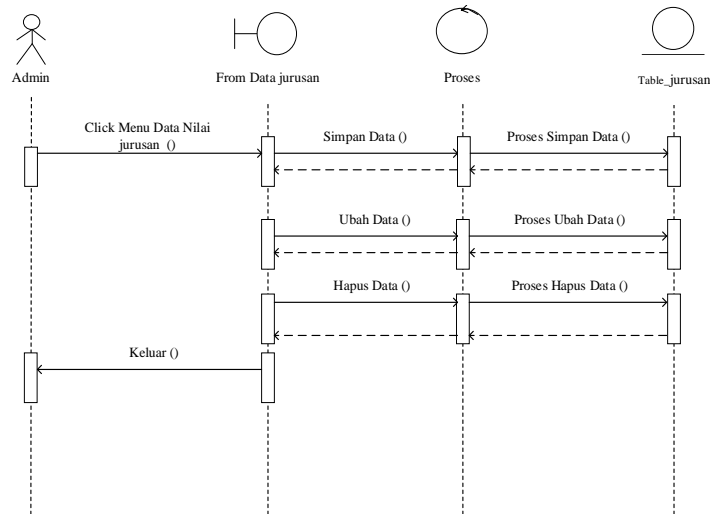 Admin
From Data jurusan
Proses
Table_jurusan
Click Menu Data Nilai
jurusan ()
Simpan Data ()
Proses Simpan Data ()
Ubah Data ()
Proses Ubah Data ()
Hapus Data ()
Proses Hapus Data ()
Keluar ()